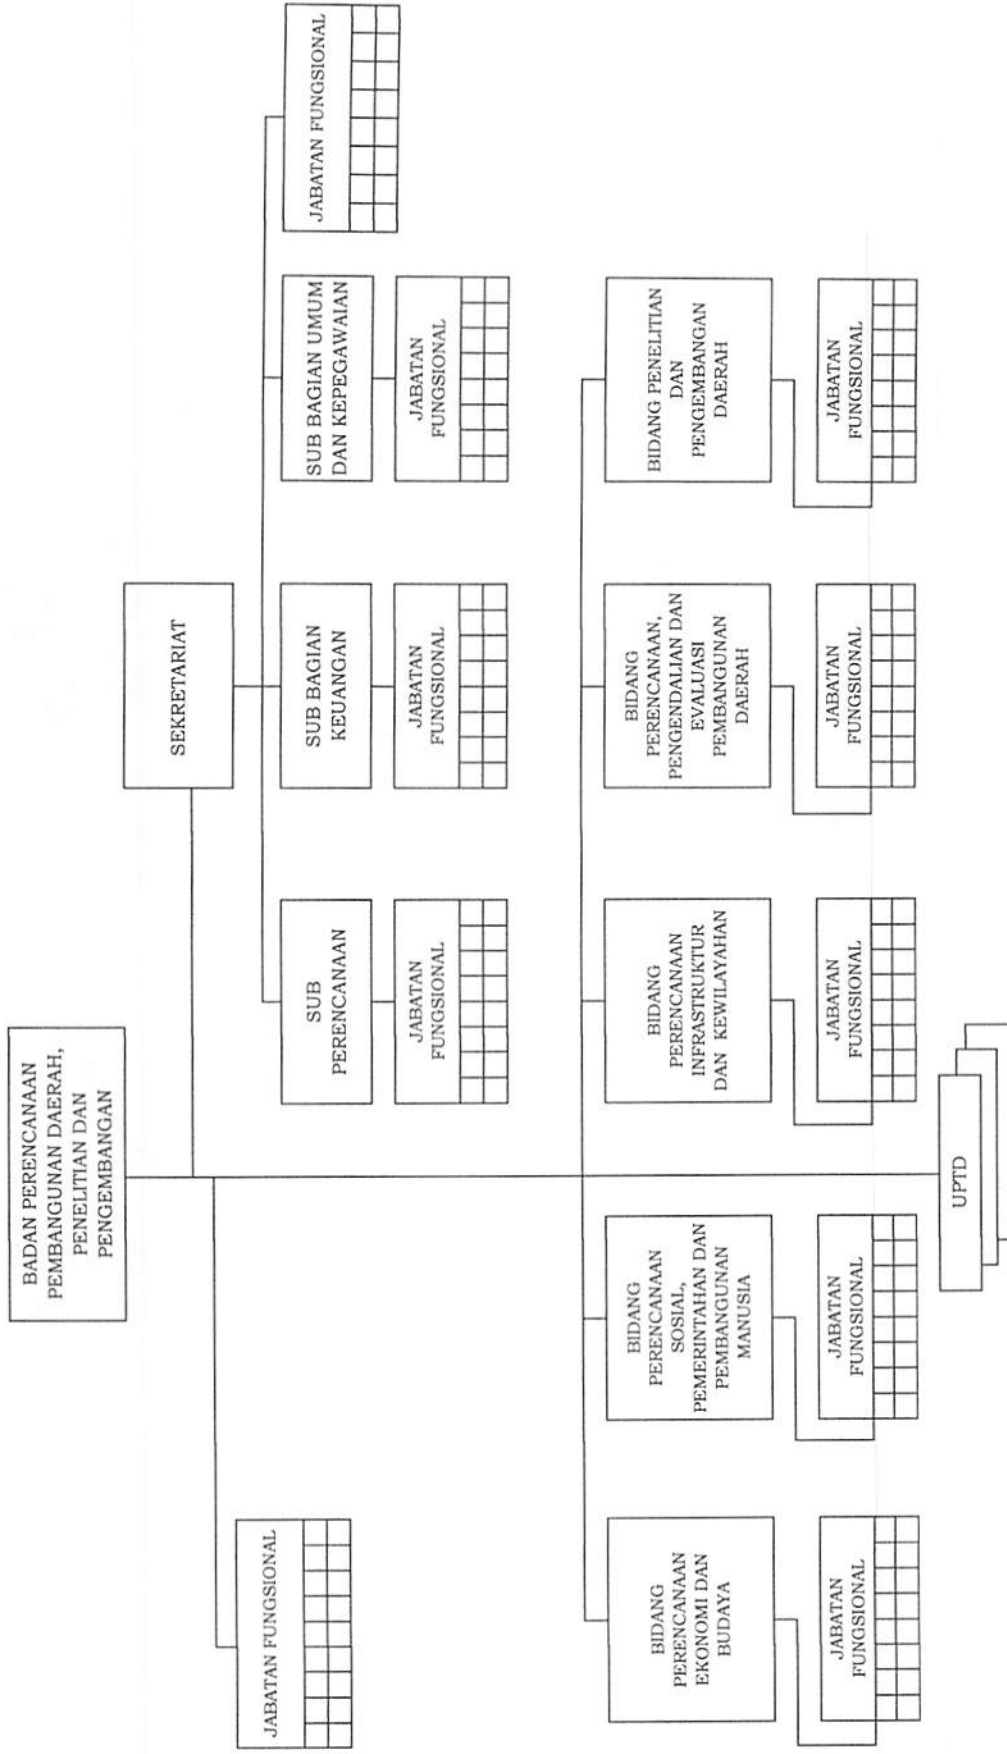 BADAN PERENCANAAN
PEMBANGUNAN DAERAH,
PENELITIAN DAN
PENGEMBANGAN
SEKRETARIAT
JABATAN FUNGSIONAL
SUB
PERENCANAAN
SUB BAGIAN
KEUANGAN
SUB BAGIAN UMUM
DAN KEPEGAWAIAN
JABATAN FUNGSIONAL
JABATAN
FUNGSIONAL
JABATAN
FUNGSIONAL
JABATAN
FUNGSIONAL
BIDANG
PERENCANAAN
EKONOMI DAN
BUDAYA
BIDANG
PERENCANAAN
SOSIAL,
PEMERINTAHAN DAN
PEMBANGUNAN
MANUSIA
BIDANG
PERENCANAAN
INFRASTRUKTUR
DAN KEWILAYAHAN
BIDANG
PERENCANAAN,
PENGENDALIAN DAN
EVALUASI
PEMBANGUNAN
DAERAH
BIDANG PENELITIAN
DAN
PENGEMBANGAN
DAERAH
JABATAN
FUNGSIONAL
JABATAN
FUNGSIONAL
JABATAN
FUNGSIONAL
JABATAN
FUNGSIONAL
JABATAN
FUNGSIONAL
UPTD